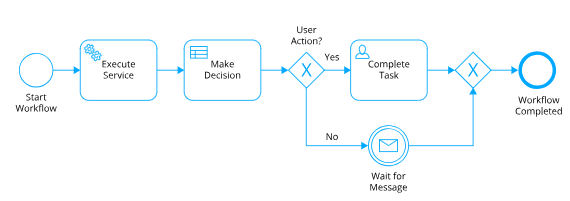 Start
Workflow
Execute
Service
Make
Decision
User
Action?
Yes
Complete
Task
No
Wait for
Message
Workflow
Completed